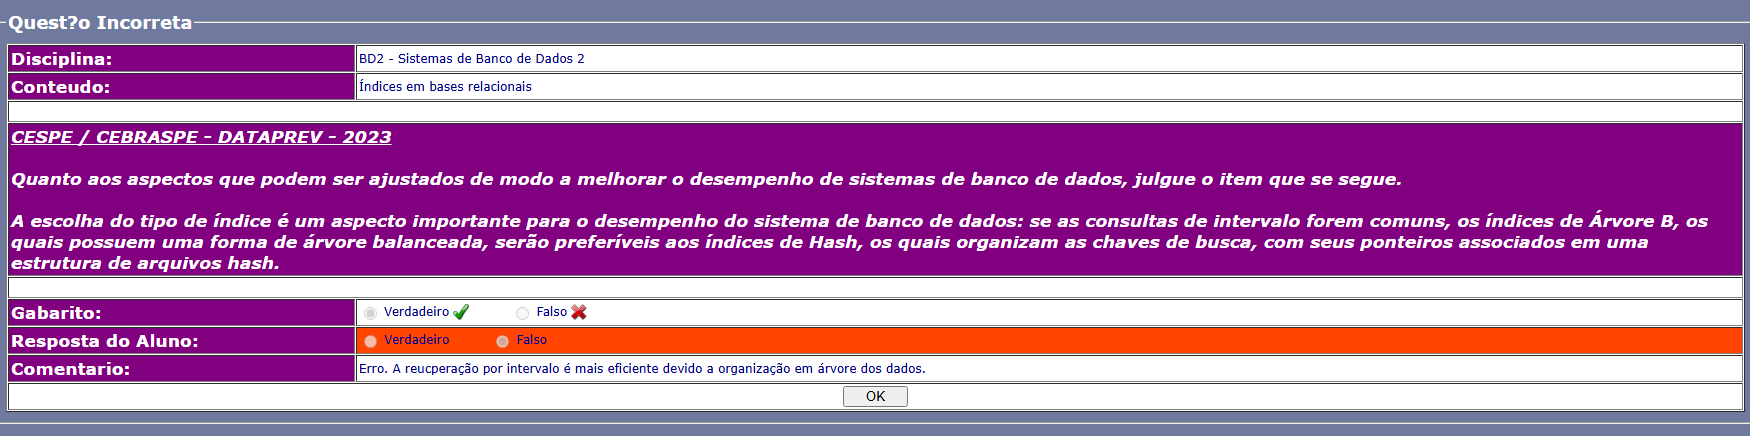 Quest?o Incorreta
Disciplina: BD2 - Sistemas de Banco de Dados 2
Conteudo: Índices em bases relacionais
CESPE / CEBRASPE - DATAPREV - 2023
Quanto aos aspectos que podem ser ajustados de modo a melhorar o desempenho de sistemas de banco de dados, julgue o item que se segue.
A escolha do tipo de índice é um aspecto importante para o desempenho do sistema de banco de dados: se as consultas de intervalo forem comuns, os índices de Árvore B, os
quais possuem uma forma de árvore balanceada, serão preferíveis aos índices de Hash, os quais organizam as chaves de busca, com seus ponteiros associados em uma
estrutura de arquivos hash.
Gabarito: Verdadeiro Falso
Resposta do Aluno: Verdadeiro Falso
Comentario: Erro. A reucperação por intervalo é mais eficiente devido a organização em árvore dos dados.
OK